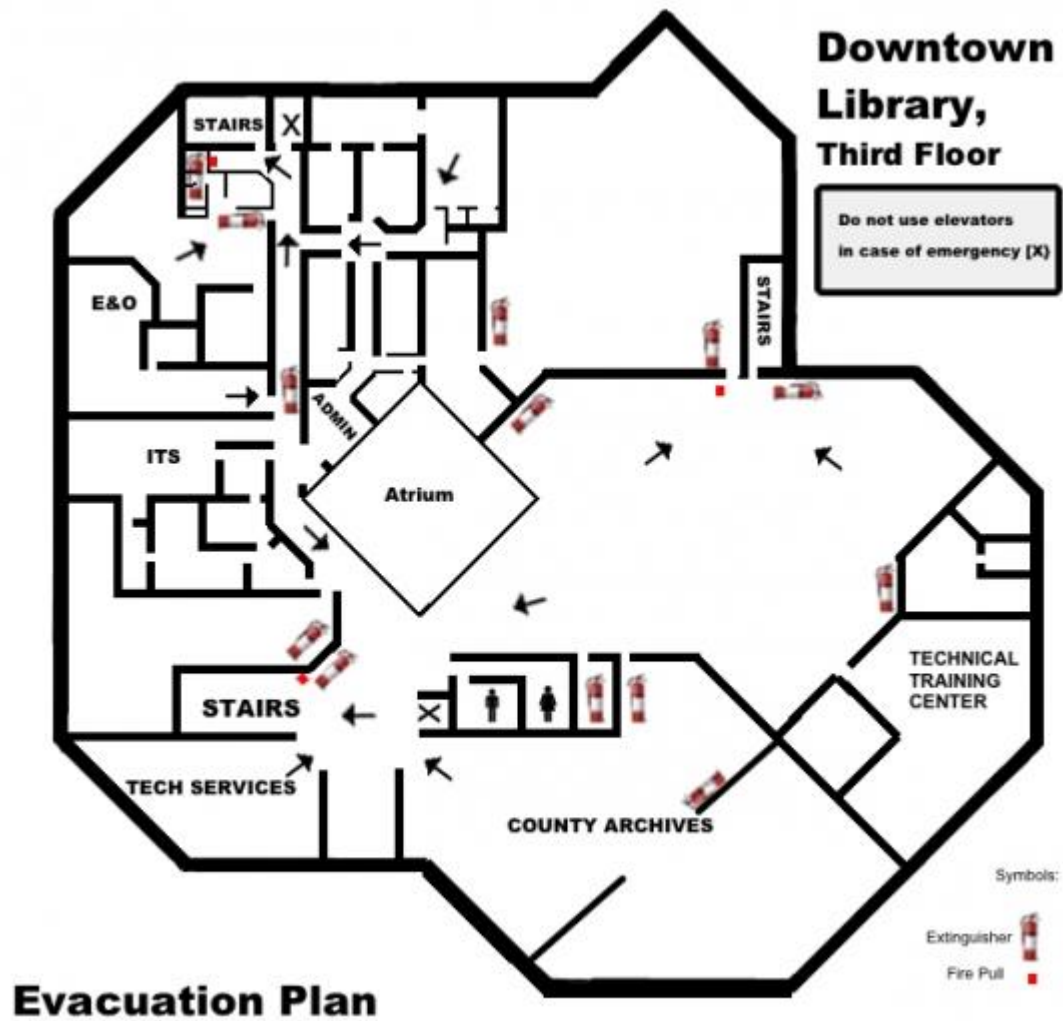 Downtown
Library,
Third Floor
Do not use elevators
in case of emergency [X]
STAIRS
X
STAIRS
E&O
ADMIN
ITS
Atrium
TECHNICAL
TRAINING
CENTER
STAIRS
X
TECH SERVICES
COUNTY ARCHIVES
Symbols:
Extinguisher
Fire Pull
Evacuation Plan